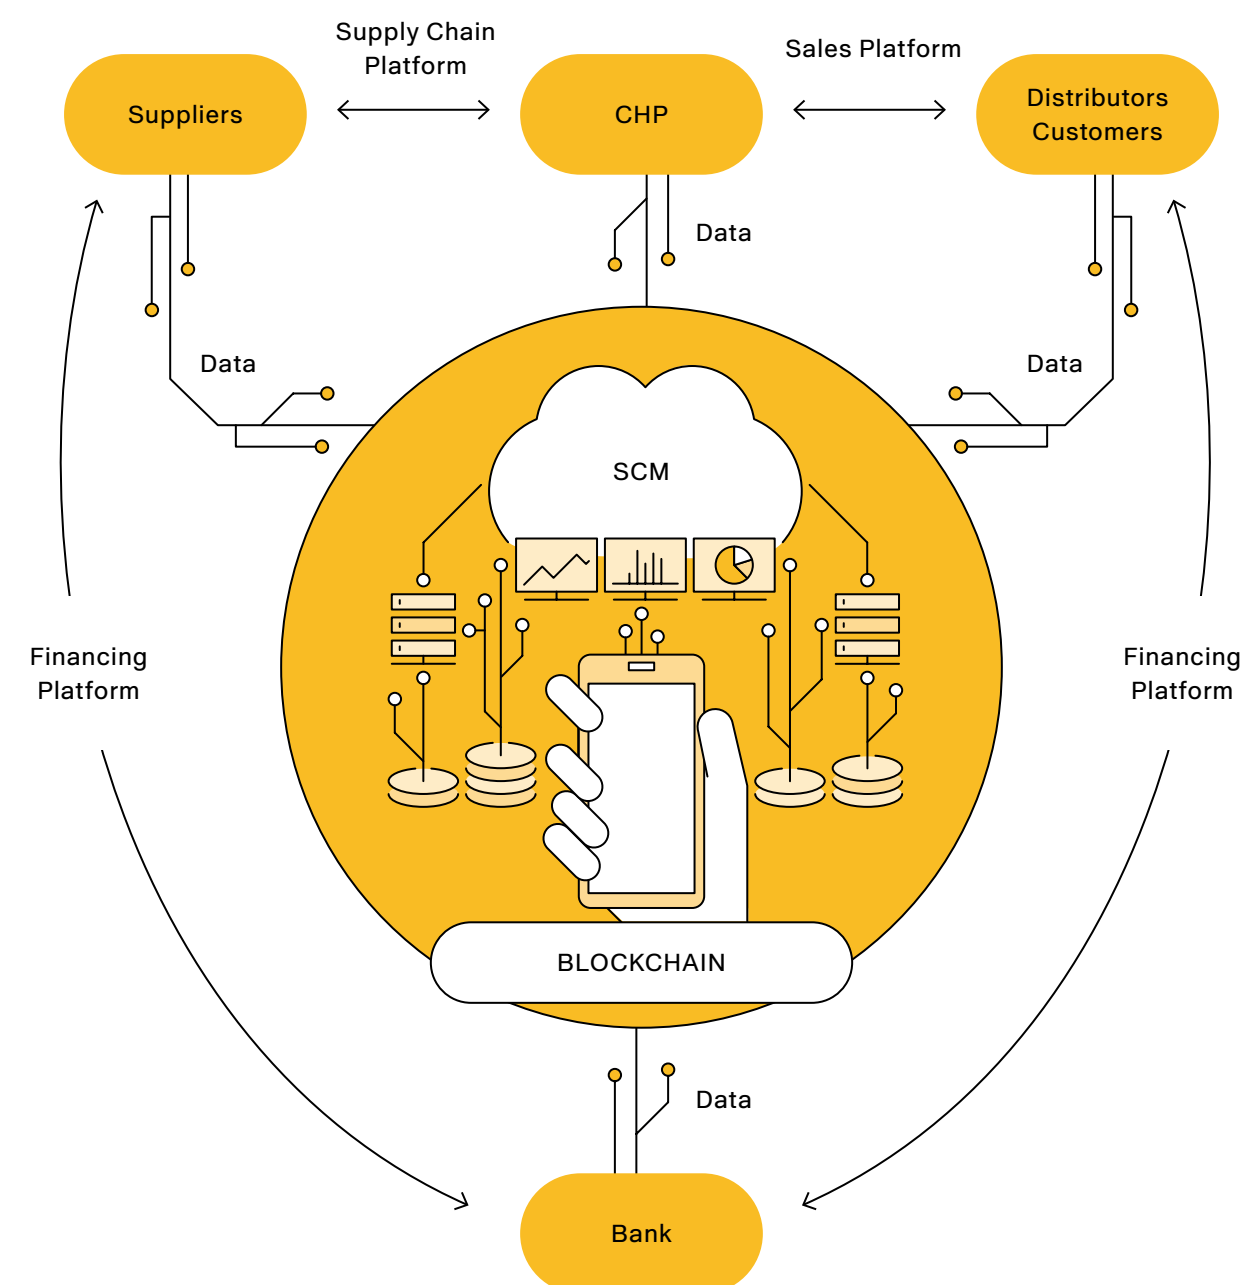 Supply Chain
Platform
Sales Platform
Suppliers
CHP
Distributors
Customers
Data
Data
Data
SCM
Financing
Platform
Financing
Platform
BLOCKCHAIN
Data
Bank